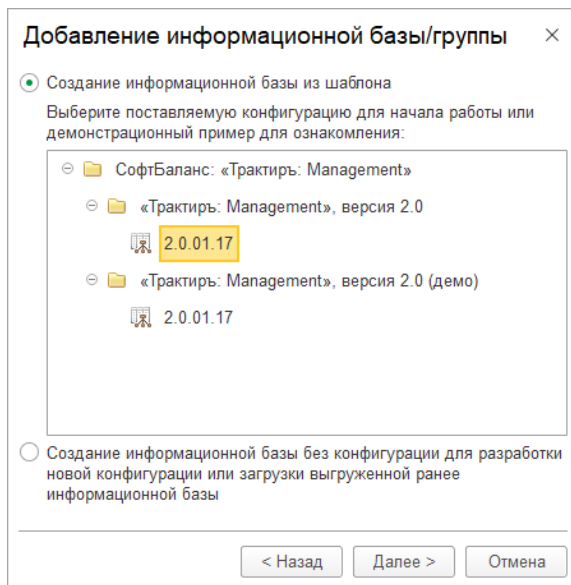 Добавление информационной базы/группы
Создание информационной базы из шаблона
Выберите поставляемую конфигурацию для начала работы или
демонстрационный пример для ознакомления:
СофтБаланс: «Трактиръ: Management»
«Трактиръ: Management», версия 2.0
2.0.01.17
«Трактиръ: Management», версия 2.0 (демо)
2.0.01.17
Создание информационной базы без конфигурации для разработки
новой конфигурации или загрузки выгруженной ранее
информационной базы
< Назад Далее > Отмена